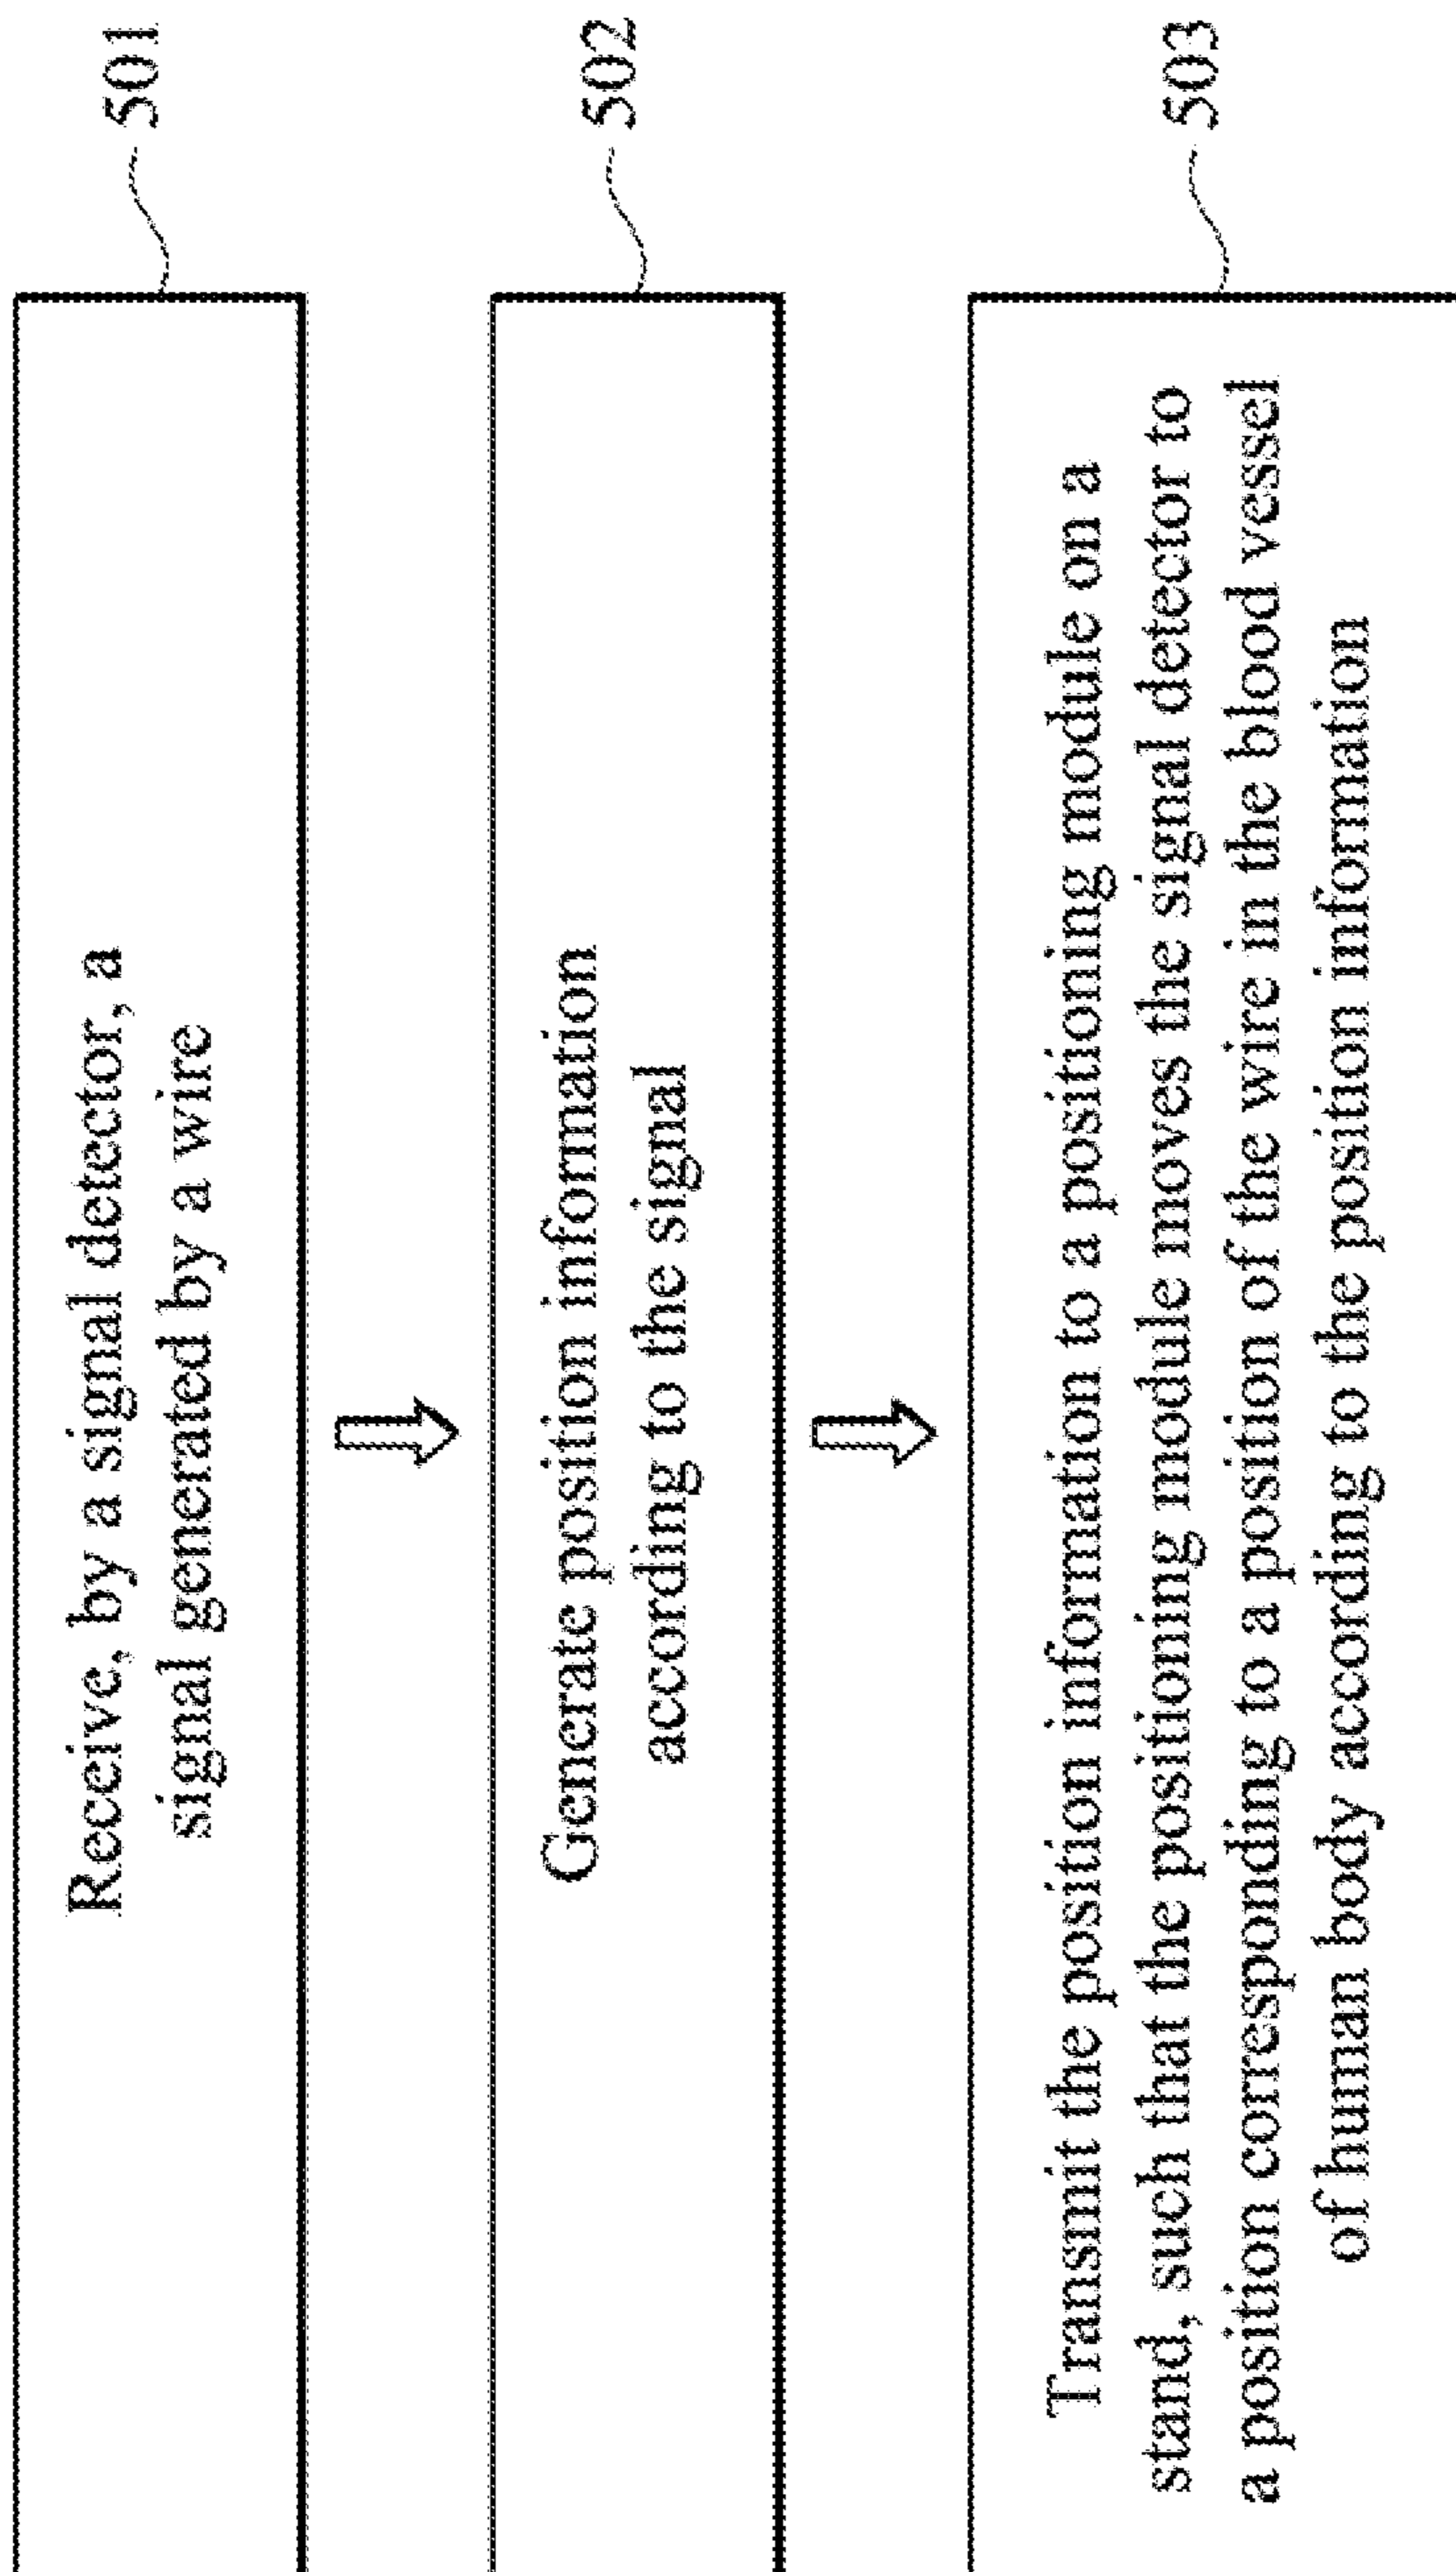 Receive, by a signal detector, a
signal generated by a wire
501
Generate position information
according to the signal
502
Transmit the position information to a positioning module on a
stand, such that the positioning module moves the signal detector to
a position corresponding to a position of the wire in the blood vessel
of human body according to the position information
503